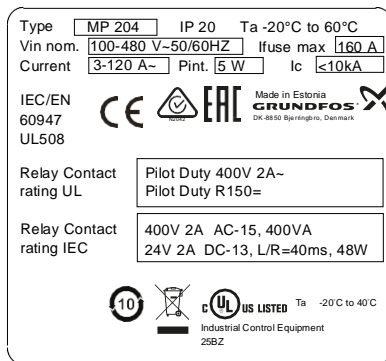 Type MP 204 IP 20 Ta -20°C to 60°C
Vin nom. 100-480 V~50/60HZ Ifuse max 160 A
Current 3-120 A~ Pint. 5 W Ic <10kA
IEC/EN
60947
UL508
CE
N2042
EAC
Made in Estonia
GRUNDFOS
DK-8850 Bjerringbro, Denmark
Relay Contact
rating UL
Pilot Duty 400V 2A~
Pilot Duty R150=
Relay Contact
rating IEC
400V 2A AC-15, 400VA
24V 2A DC-13, L/R=40ms, 48W
10
C UL US LISTED Ta -20°C to 40°C
Industrial Control Equipment
25BZ